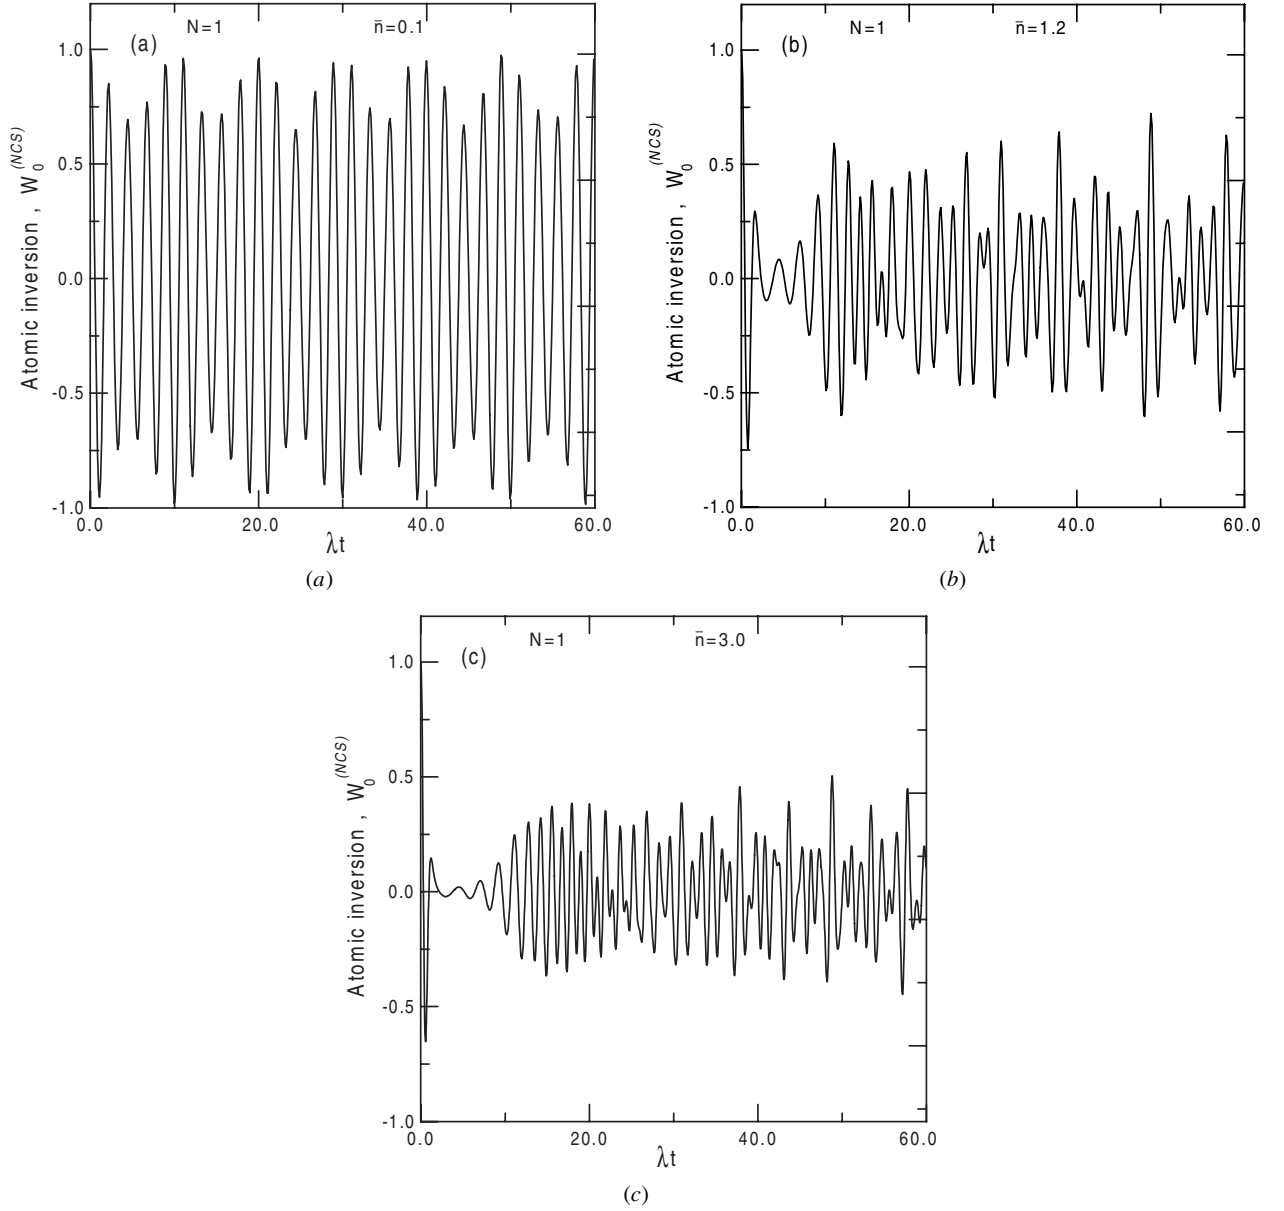 N=1 n̄=0.1
(a)
1.0
0.5
0.0
-0.5
-1.0
Atomic inversion , W₀^(NCS)
0.0 20.0 40.0 60.0
λt
(a)
N=1 n̄=1.2
(b)
1.0
0.5
0.0
-0.5
-1.0
Atomic inversion , W₀^(NCS)
0.0 20.0 40.0 60.0
λt
(b)
N=1 n̄=3.0
(c)
1.0
0.5
0.0
-0.5
-1.0
Atomic inversion , W₀^(NCS)
0.0 20.0 40.0 60.0
λt
(c)